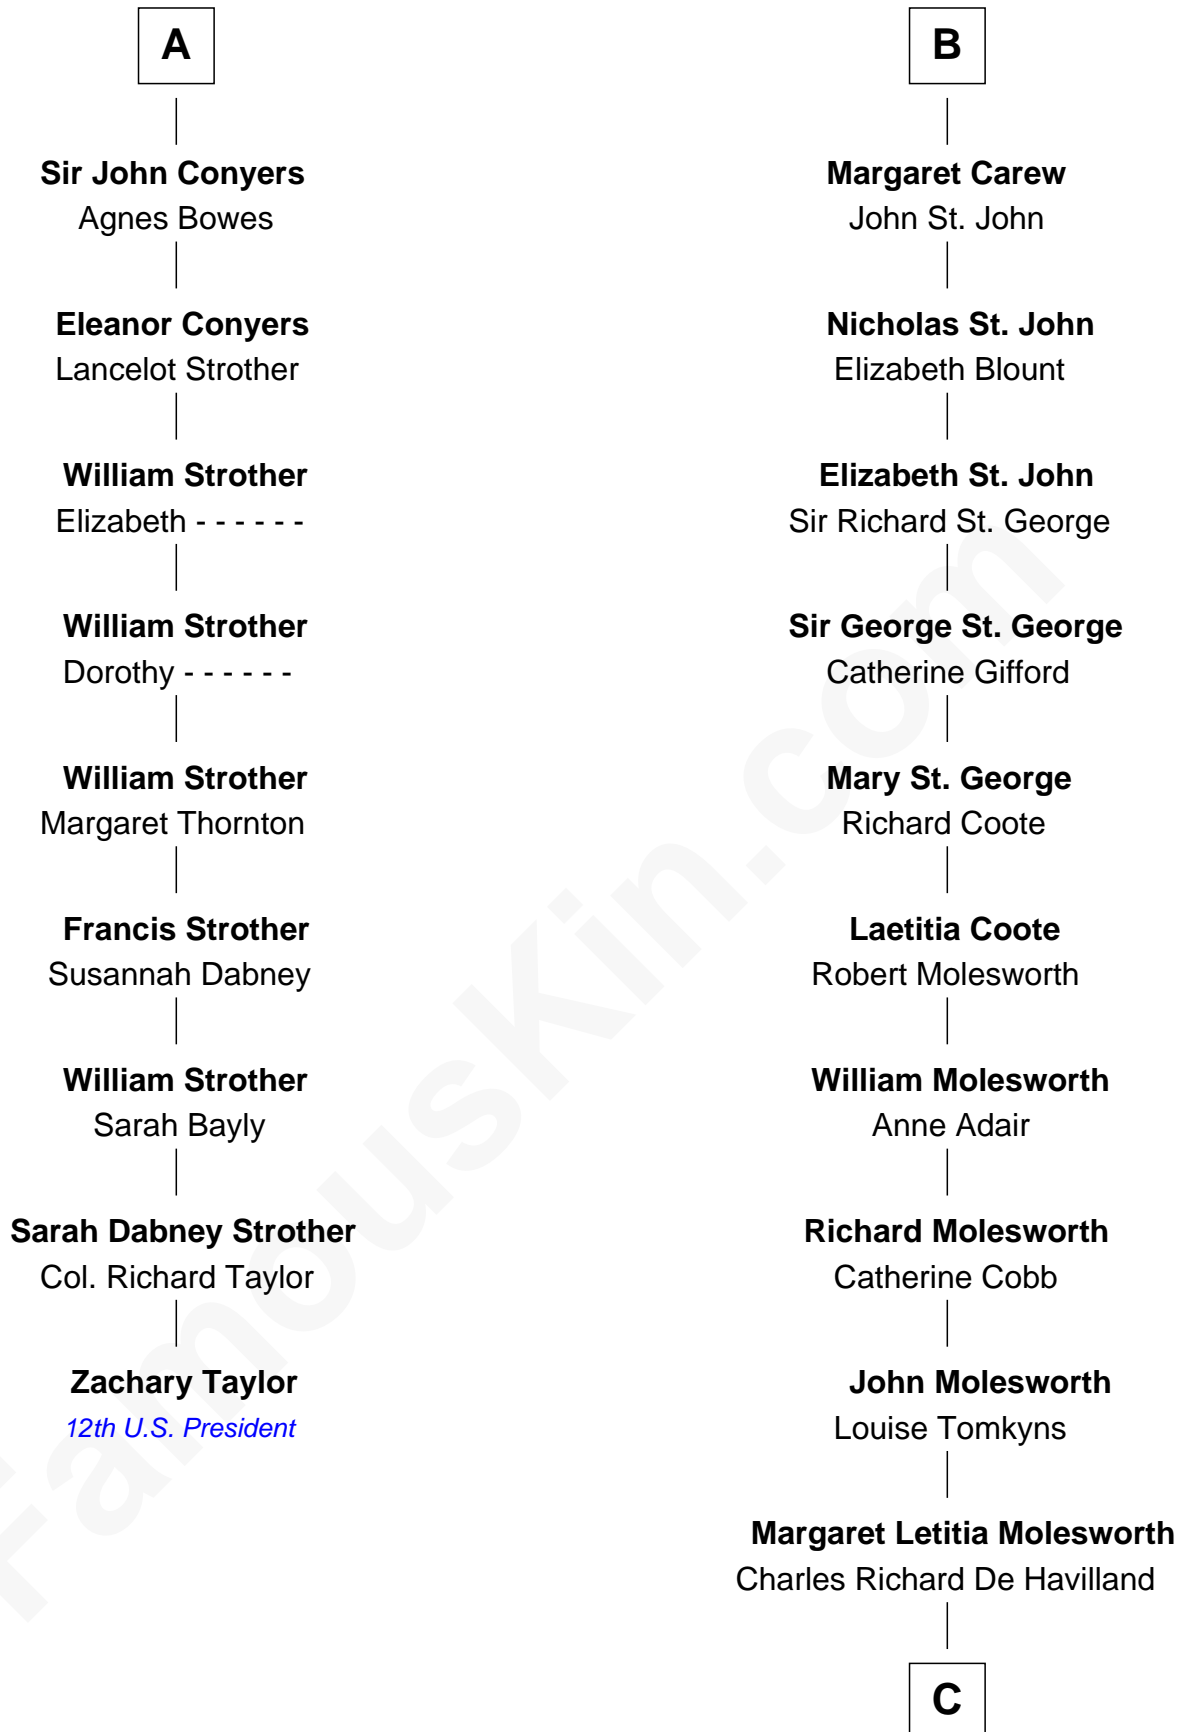 A
Sir John Conyers
Agnes Bowes
Eleanor Conyers
Lancelot Strother
William Strother
Elizabeth - - - - - -
William Strother
Dorothy - - - - - -
William Strother
Margaret Thornton
Francis Strother
Susannah Dabney
William Strother
Sarah Bayly
Sarah Dabney Strother
Col. Richard Taylor
Zachary Taylor
12th U.S. President
B
Margaret Carew
John St. John
Nicholas St. John
Elizabeth Blount
Elizabeth St. John
Sir Richard St. George
Sir George St. George
Catherine Gifford
Mary St. George
Richard Coote
Laetitia Coote
Robert Molesworth
William Molesworth
Anne Adair
Richard Molesworth
Catherine Cobb
John Molesworth
Louise Tomkyns
Margaret Letitia Molesworth
Charles Richard De Havilland
C
FamousKin.com